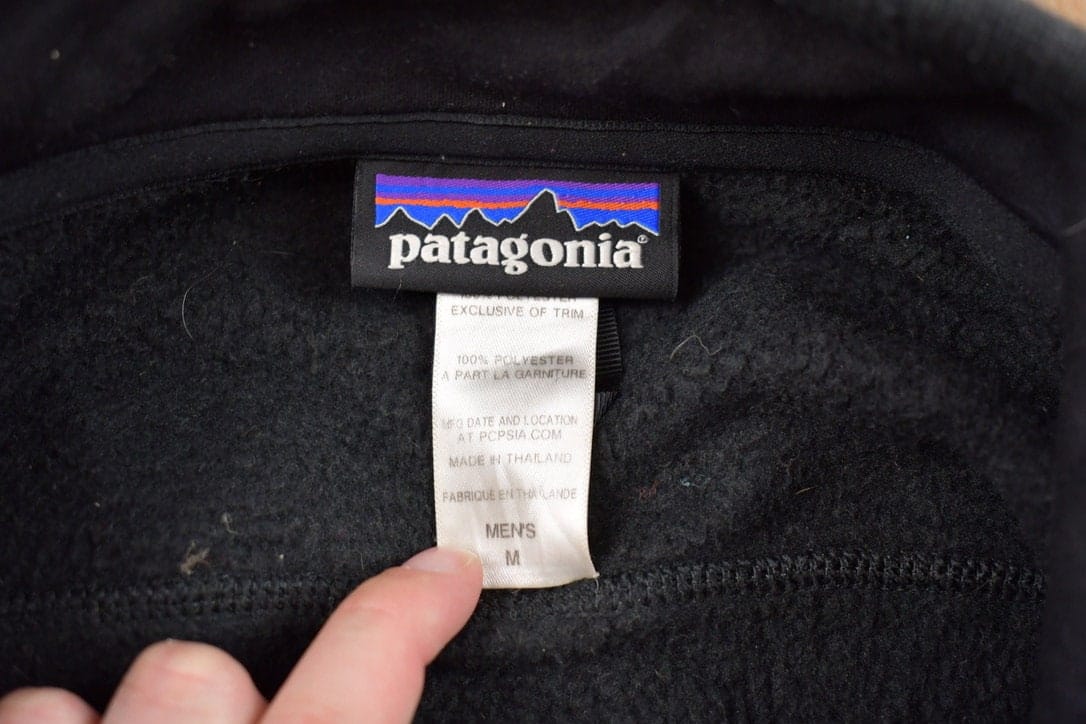 patagonia®
EXCLUSIVE OF TRIM
100% POLYESTER
A PART LA GARNITURE
MFG DATE AND LOCATION
AT PCPSIA.COM
MADE IN THAILAND
FABRIQUE EN THAILANDE
MEN'S
M